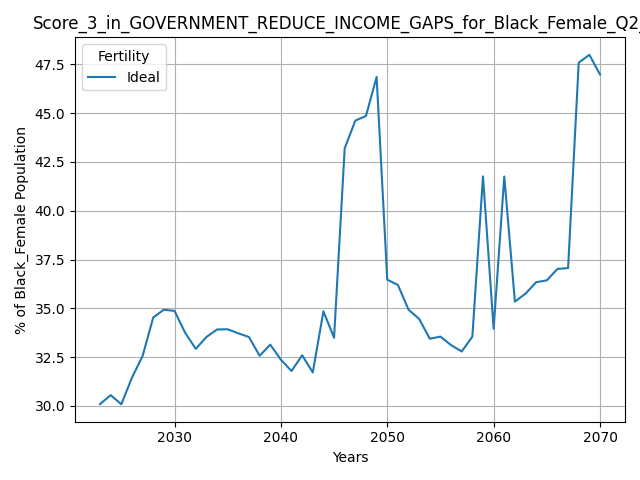 Score_3_in_GOVERNMENT_REDUCE_INCOME_GAPS_for_Black_Female_Q2_
Fertility
Ideal
47.5
45.0
42.5
40.0
37.5
35.0
32.5
30.0
% of Black_Female Population
2030 2040 2050 2060 2070
Years